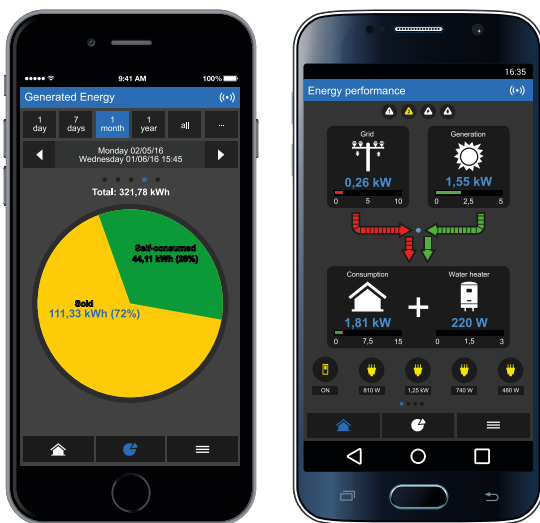 9:41 AM
100%
Generated Energy
1 day
7 days
1 month
1 year
all
...
Monday 02/05/16
Wednesday 01/06/16 15:45
Total: 321,78 kWh
Self-consumed
44,11 kWh (28%)
Sold
111,33 kWh (72%)
16:35
Energy performance
Grid
0,26 kW
0 5 10
Generation
1,55 kW
0 2,5 5
Consumption
1,81 kW
0 7,5 15
+
Water heater
220 W
0 1,5 3
ON
810 W
1,25 kW
740 W
480 W